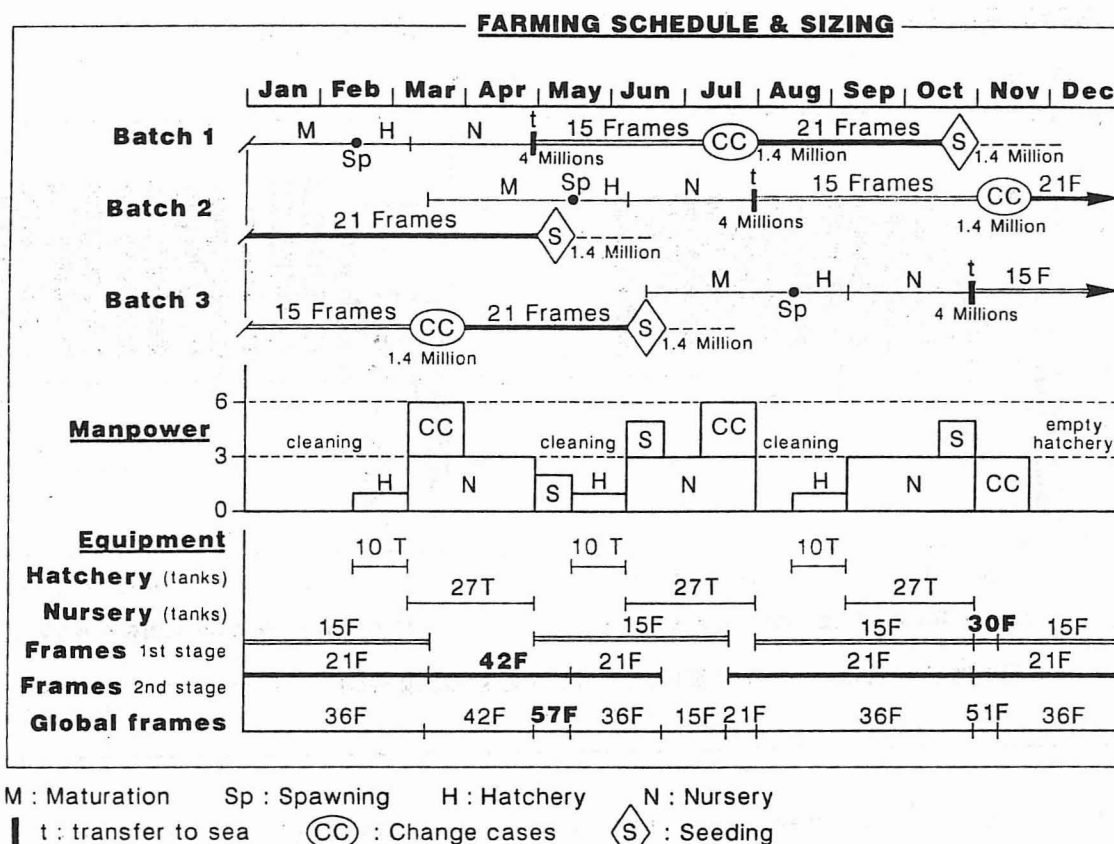 FARMING SCHEDULE & SIZING
Jan Feb Mar Apr May Jun Jul Aug Sep Oct Nov Dec
M H N t 15 Frames CC 21 Frames S
Batch 1
Sp 4 Millions 1.4 Million 1.4 Million
M Sp H N t 15 Frames CC 21F
Batch 2
4 Millions 1.4 Million
21 Frames S 1.4 Million
M H N t 15 F
Batch 3
Sp 4 Millions
15 Frames CC 21 Frames S
1.4 Million 1.4 Million
6
Manpower
CC S CC S
cleaning cleaning cleaning empty hatchery
3
H N S H N H N CC
0
Equipment
10 T 10 T 10T
Hatchery (tanks)
27T 27T 27T
Nursery (tanks)
15F 15F 15F 30F 15F
Frames 1st stage
21F 42F 21F 21F 21F
Frames 2nd stage
36F 42F 57F 36F 15F 21F 36F 51F 36F
Global frames
M : Maturation Sp : Spawning H : Hatchery N : Nursery
t : transfer to sea CC : Change cases S : Seeding